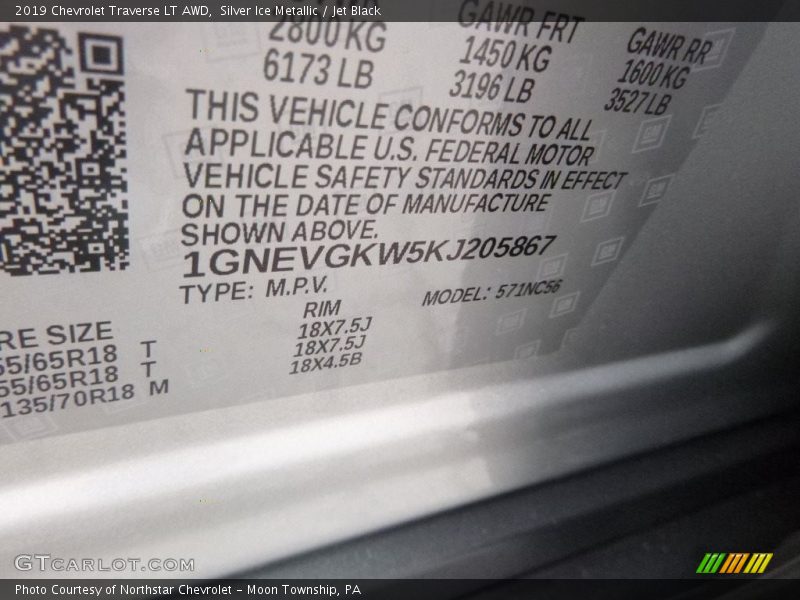 2019 Chevrolet Traverse LT AWD, Silver Ice Metallic / Jet Black
GAWR FRT
GAWR RR
2800 KG
1450 KG
1600 KG
6173 LB
3196 LB
3527 LB
THIS VEHICLE CONFORMS TO ALL
APPLICABLE U.S. FEDERAL MOTOR
VEHICLE SAFETY STANDARDS IN EFFECT
ON THE DATE OF MANUFACTURE
SHOWN ABOVE.
1GNEVGKW5KJ205867
TYPE: M.P.V.
MODEL: 571NC56
RE SIZE
RIM
55/65R18 T
18X7.5J
55/65R18 T
18X7.5J
135/70R18 M
18X4.5B
GTCARLOT.COM
Photo Courtesy of Northstar Chevrolet - Moon Township, PA